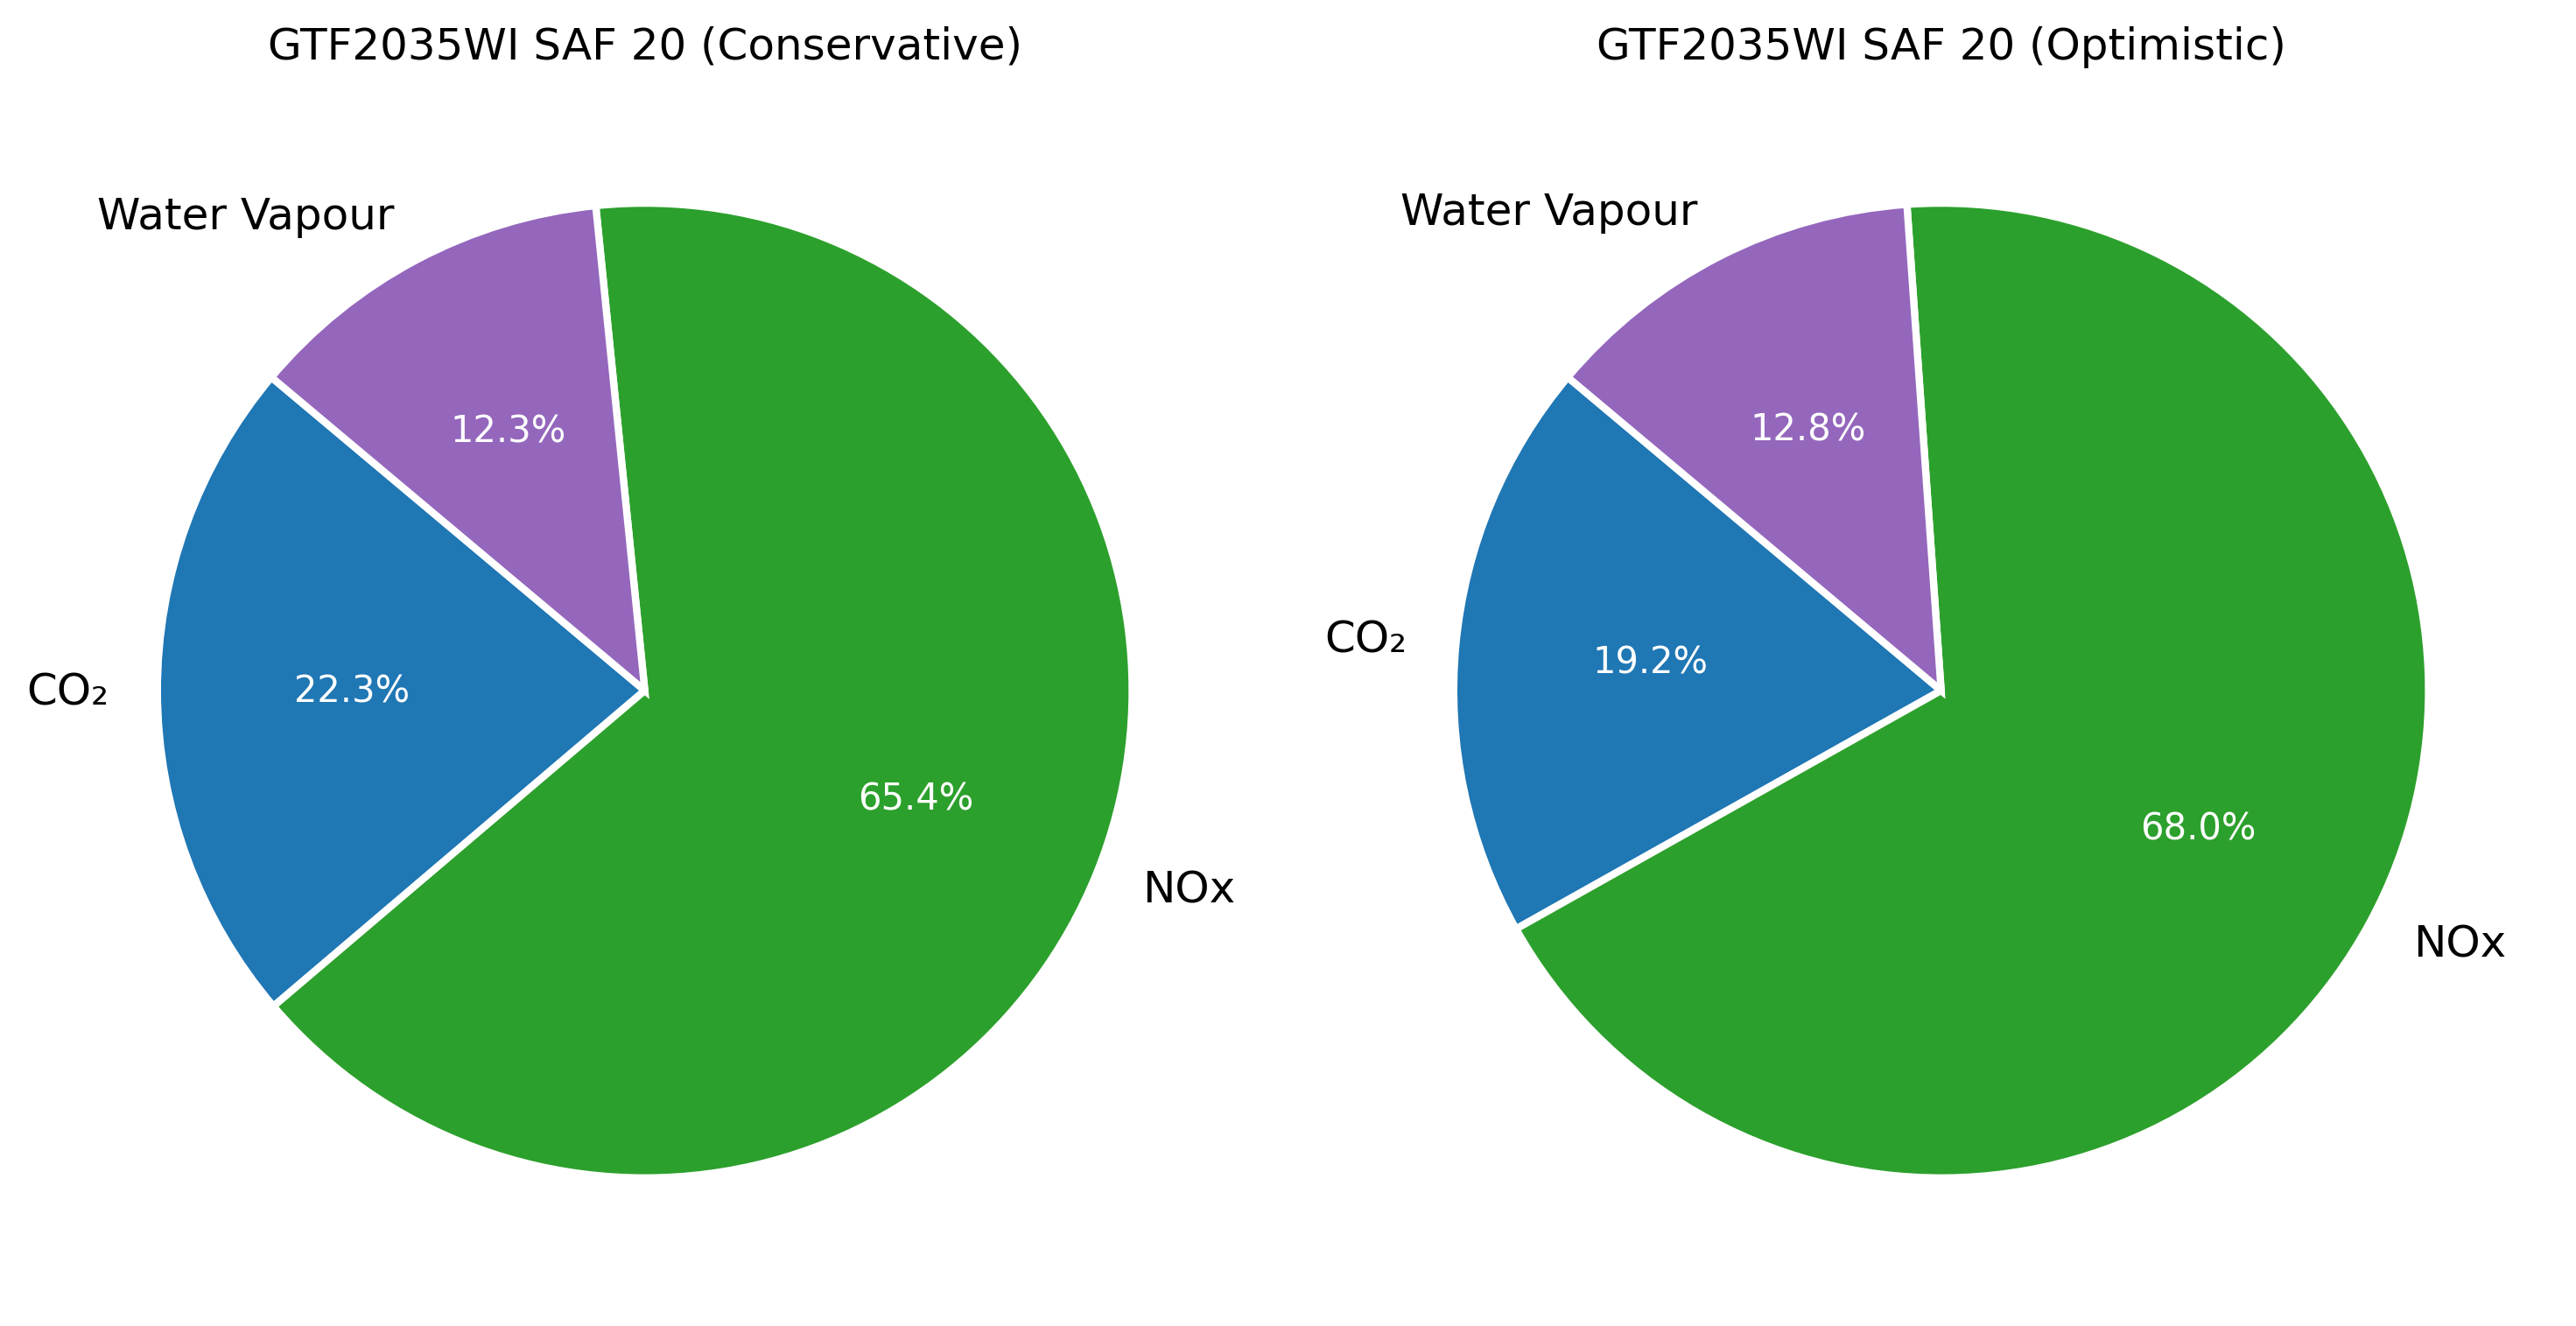 GTF2035WI SAF 20 (Conservative)
Water Vapour
12.3%
CO₂
22.3%
65.4%
NOx
GTF2035WI SAF 20 (Optimistic)
Water Vapour
12.8%
CO₂
19.2%
68.0%
NOx